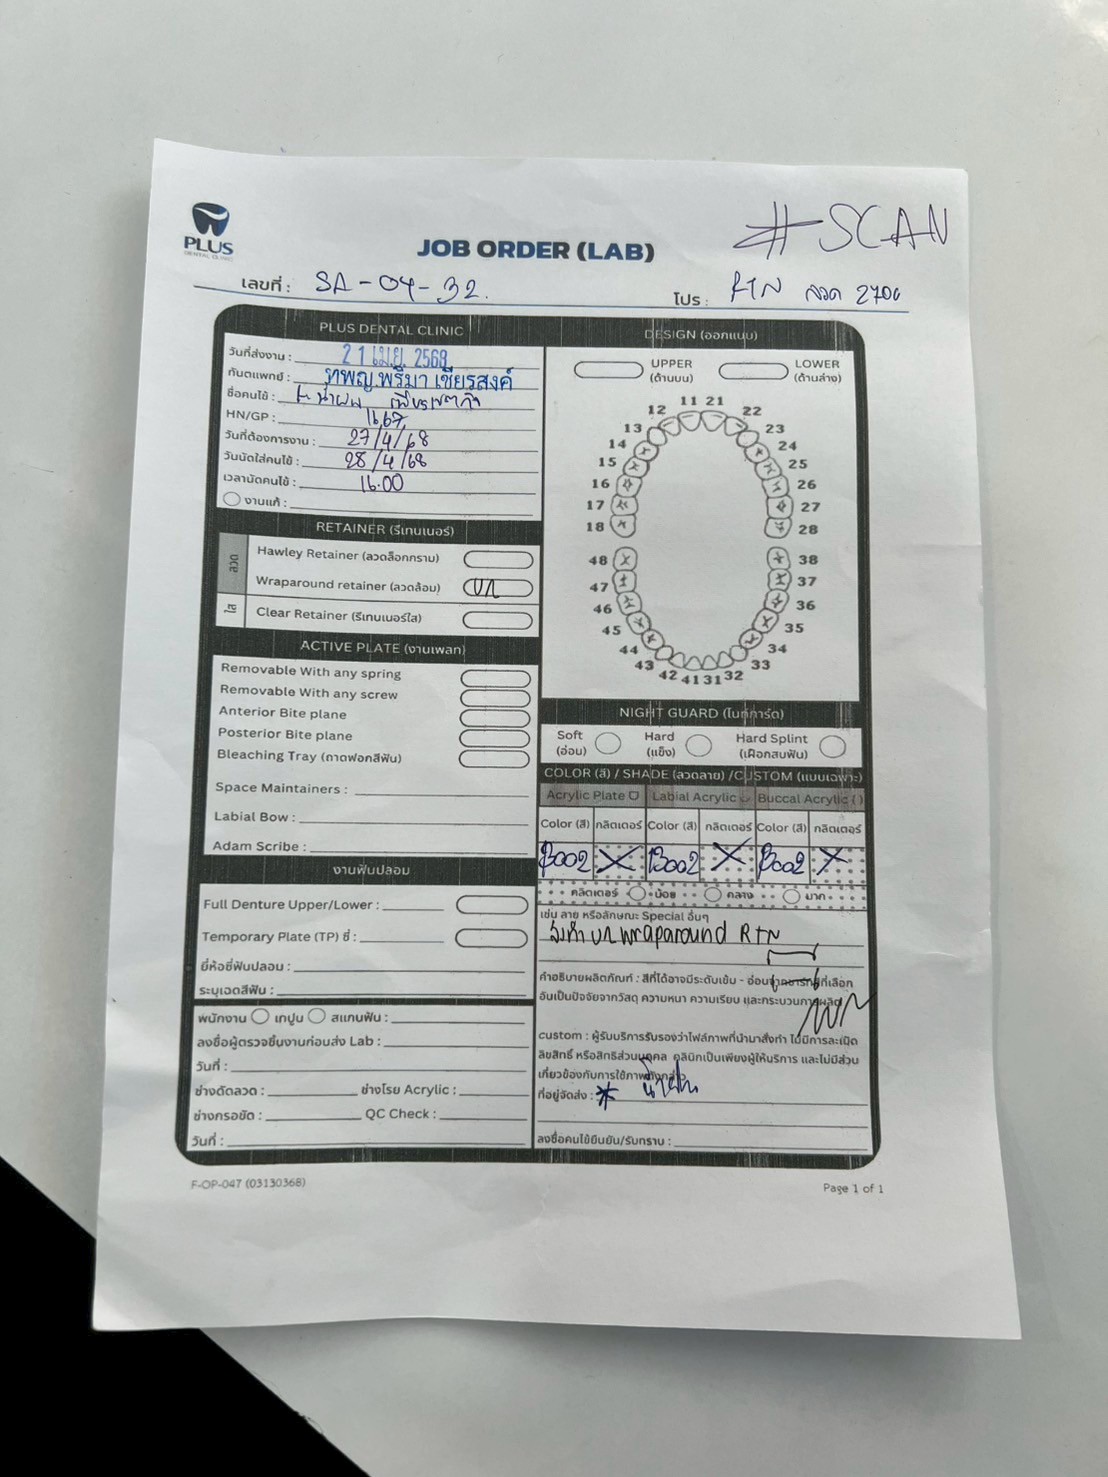 PLUS
DENTAL CLINIC
# SCAN
JOB ORDER (LAB)
เลขที่ : SA-04-32
โปร : RTN ลวด 2700
PLUS DENTAL CLINIC
วันที่ส่งงาน : 21 เม.ย. 2568
ทันตแพทย์ : ทพญ.พริมา เชียรสงค์
ชื่อคนไข้ :
HN/GP : 1667
วันที่ต้องการงาน : 27/4/68
วันนัดใส่คนไข้ : 28/4/68
เวลานัดคนไข้ : 16.00
งานแก้ :
RETAINER (รีเทนเนอร์)
ลวด
Hawley Retainer (ลวดล็อกกราม)
Wraparound retainer (ลวดล้อม) บล
ใส
Clear Retainer (รีเทนเนอร์ใส)
ACTIVE PLATE (งานเพลท)
Removable With any spring
Removable With any screw
Anterior Bite plane
Posterior Bite plane
Bleaching Tray (ถาดฟอกสีฟัน)
Space Maintainers :
Labial Bow :
Adam Scribe :
งานฟันปลอม
Full Denture Upper/Lower :
Temporary Plate (TP) ซี่ :
ยี่ห้อซี่ฟันปลอม :
ระบุเฉดสีฟัน :
พนักงาน เทปูน สแกนฟัน :
ลงชื่อผู้ตรวจชิ้นงานก่อนส่ง Lab :
วันที่ :
ช่างดัดลวด : ช่างโรย Acrylic :
ช่างกรอขัด : QC Check :
วันที่ :
DESIGN (ออกแบบ)
UPPER LOWER
(ด้านบน) (ด้านล่าง)
11 21
12 22
13 23
14 24
15 25
16 26
17 27
18 28
48 38
47 37
46 36
45 35
44 34
43 33
42 41 31 32
NIGHT GUARD (ไนท์การ์ด)
Soft Hard Hard Splint
(อ่อน) (แข็ง) (เฝือกสบฟัน)
COLOR (สี) / SHADE (ลวดลาย) /CUSTOM (แบบเฉพาะ)
Acrylic Plate Labial Acrylic Buccal Acrylic ( )
Color (สี) กลิตเตอร์ Color (สี) กลิตเตอร์ Color (สี) กลิตเตอร์
B002 X B002 X B002 X
กลิตเตอร์ น้อย กลาง มาก
เช่น ลาย หรือลักษณะ Special อื่นๆ
สั่งทำ บล wraparound RTN
คำอธิบายผลิตภัณฑ์ : สีที่ได้อาจมีระดับเข้ม - อ่อนสีที่เลือก
อันเป็นปัจจัยจากวัสดุ ความหนา ความเรียบ และกระบวนการผลิต
custom : ผู้รับบริการรับรองว่าไฟล์ภาพที่นำมาสั่งทำ ไม่มีการละเมิด
ลิขสิทธิ์ หรือสิทธิส่วนบุคคล คลินิกเป็นเพียงผู้ให้บริการ และไม่มีส่วน
เกี่ยวข้องกับการใช้ภาพดังกล่าว
ที่อยู่จัดส่ง : * น้ำฝน
ลงชื่อคนไข้ยืนยัน/รับทราบ :
F-OP-047 (03130368)
Page 1 of 1